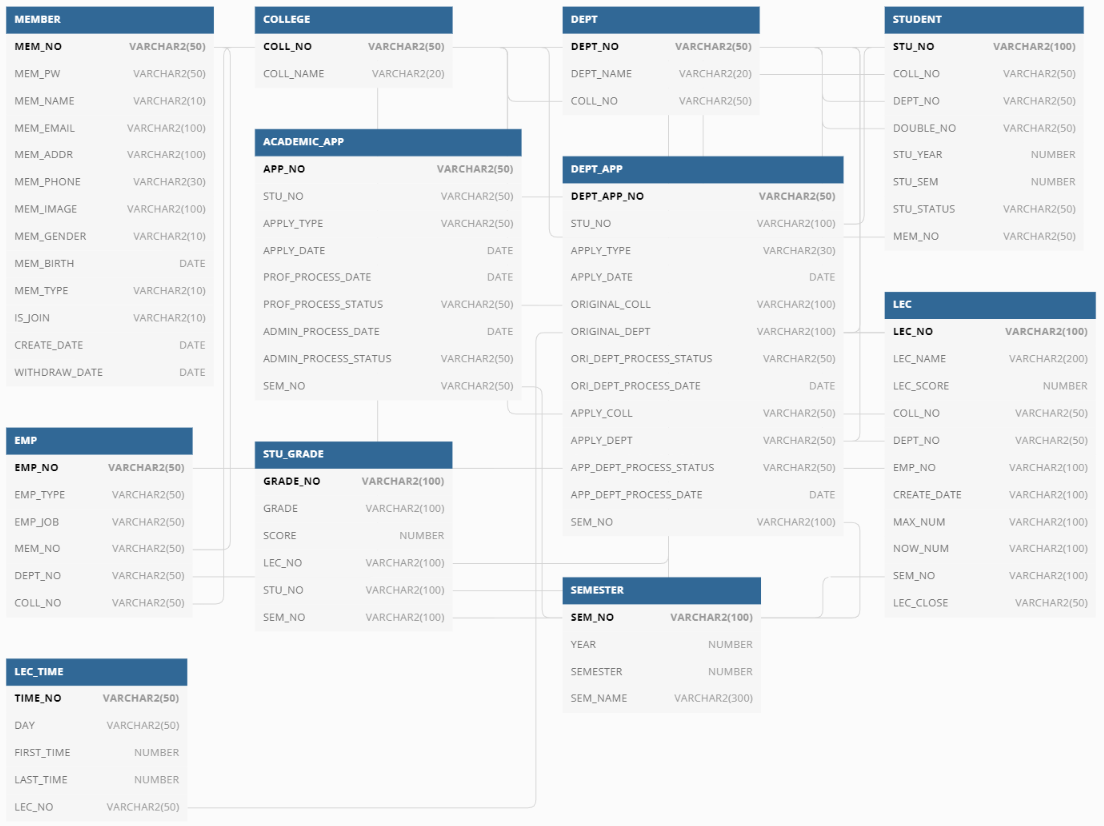 MEMBER
MEM_NO VARCHAR2(50)
MEM_PW VARCHAR2(50)
MEM_NAME VARCHAR2(10)
MEM_EMAIL VARCHAR2(100)
MEM_ADDR VARCHAR2(100)
MEM_PHONE VARCHAR2(30)
MEM_IMAGE VARCHAR2(100)
MEM_GENDER VARCHAR2(10)
MEM_BIRTH DATE
MEM_TYPE VARCHAR2(10)
IS_JOIN VARCHAR2(10)
CREATE_DATE DATE
WITHDRAW_DATE DATE
EMP
EMP_NO VARCHAR2(50)
EMP_TYPE VARCHAR2(50)
EMP_JOB VARCHAR2(50)
MEM_NO VARCHAR2(50)
DEPT_NO VARCHAR2(50)
COLL_NO VARCHAR2(50)
LEC_TIME
TIME_NO VARCHAR2(50)
DAY VARCHAR2(50)
FIRST_TIME NUMBER
LAST_TIME NUMBER
LEC_NO VARCHAR2(50)
COLLEGE
COLL_NO VARCHAR2(50)
COLL_NAME VARCHAR2(20)
ACADEMIC_APP
APP_NO VARCHAR2(50)
STU_NO VARCHAR2(50)
APPLY_TYPE VARCHAR2(50)
APPLY_DATE DATE
PROF_PROCESS_DATE DATE
PROF_PROCESS_STATUS VARCHAR2(50)
ADMIN_PROCESS_DATE DATE
ADMIN_PROCESS_STATUS VARCHAR2(50)
SEM_NO VARCHAR2(50)
STU_GRADE
GRADE_NO VARCHAR2(100)
GRADE VARCHAR2(100)
SCORE NUMBER
LEC_NO VARCHAR2(100)
STU_NO VARCHAR2(100)
SEM_NO VARCHAR2(100)
DEPT
DEPT_NO VARCHAR2(50)
DEPT_NAME VARCHAR2(20)
COLL_NO VARCHAR2(50)
DEPT_APP
DEPT_APP_NO VARCHAR2(50)
STU_NO VARCHAR2(100)
APPLY_TYPE VARCHAR2(30)
APPLY_DATE DATE
ORIGINAL_COLL VARCHAR2(100)
ORIGINAL_DEPT VARCHAR2(100)
ORI_DEPT_PROCESS_STATUS VARCHAR2(50)
ORI_DEPT_PROCESS_DATE DATE
APPLY_COLL VARCHAR2(50)
APPLY_DEPT VARCHAR2(50)
APP_DEPT_PROCESS_STATUS VARCHAR2(50)
APP_DEPT_PROCESS_DATE DATE
SEM_NO VARCHAR2(100)
SEMESTER
SEM_NO VARCHAR2(100)
YEAR NUMBER
SEMESTER NUMBER
SEM_NAME VARCHAR2(300)
STUDENT
STU_NO VARCHAR2(100)
COLL_NO VARCHAR2(50)
DEPT_NO VARCHAR2(50)
DOUBLE_NO VARCHAR2(50)
STU_YEAR NUMBER
STU_SEM NUMBER
STU_STATUS VARCHAR2(50)
MEM_NO VARCHAR2(50)
LEC
LEC_NO VARCHAR2(100)
LEC_NAME VARCHAR2(200)
LEC_SCORE NUMBER
COLL_NO VARCHAR2(50)
DEPT_NO VARCHAR2(50)
EMP_NO VARCHAR2(100)
CREATE_DATE VARCHAR2(100)
MAX_NUM VARCHAR2(100)
NOW_NUM VARCHAR2(100)
SEM_NO VARCHAR2(100)
LEC_CLOSE VARCHAR2(50)